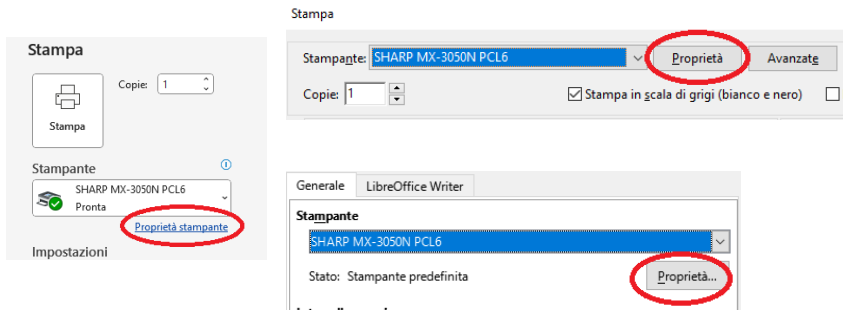 Stampa
Copie: 1
Stampa
Stampante
SHARP MX-3050N PCL6
Pronta
Proprietà stampante
Impostazioni
Stampa
Stampante: SHARP MX-3050N PCL6 Proprietà Avanzate
Copie: 1 Stampa in scala di grigi (bianco e nero)
Generale LibreOffice Writer
Stampante
SHARP MX-3050N PCL6
Stato: Stampante predefinita Proprietà...